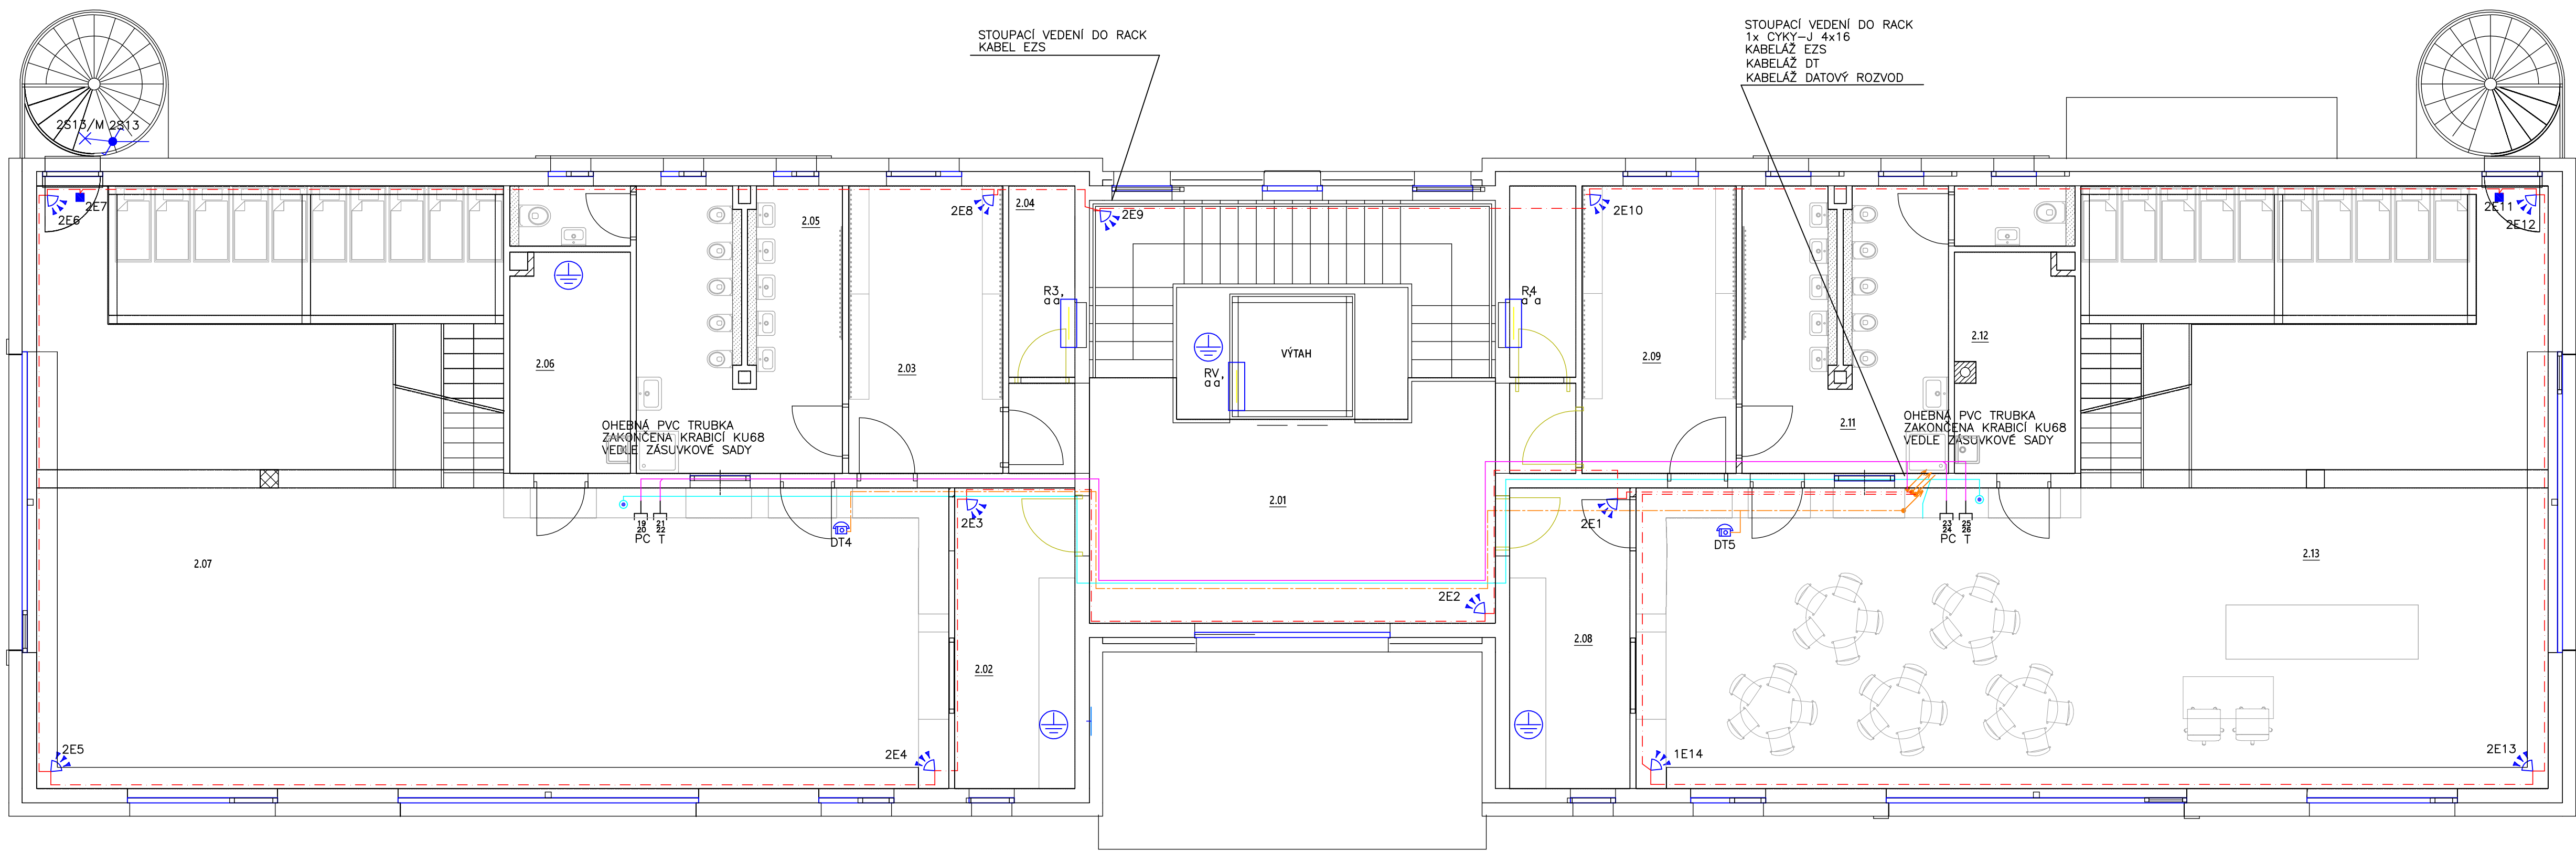 STOUPACÍ VEDENÍ DO RACK
KABEL EZS
STOUPACÍ VEDENÍ DO RACK
1x CYKY-J 4x16
KABELÁŽ EZS
KABELÁŽ DT
KABELÁŽ DATOVÝ ROZVOD
2S13/M 2S13
2E6
2E7
2E8
2.04
2E9
2E10
2E11
2E12
2.05
R3,
a a
R4
a a
2.06
2.03
RV,
a a
VÝTAH
2.09
2.12
OHEBNÁ PVC TRUBKA
ZAKONČENA KRABICÍ KU68
VEDLE ZÁSUVKOVÉ SADY
2.11
OHEBNÁ PVC TRUBKA
ZAKONČENA KRABICÍ KU68
VEDLE ZÁSUVKOVÉ SADY
2.01
19
20
PC
21
22
T
DT4
2E3
2E1
DT5
23
24
PC
25
26
T
2.07
2.13
2E2
2.02
2.08
2E5
2E4
1E14
2E13